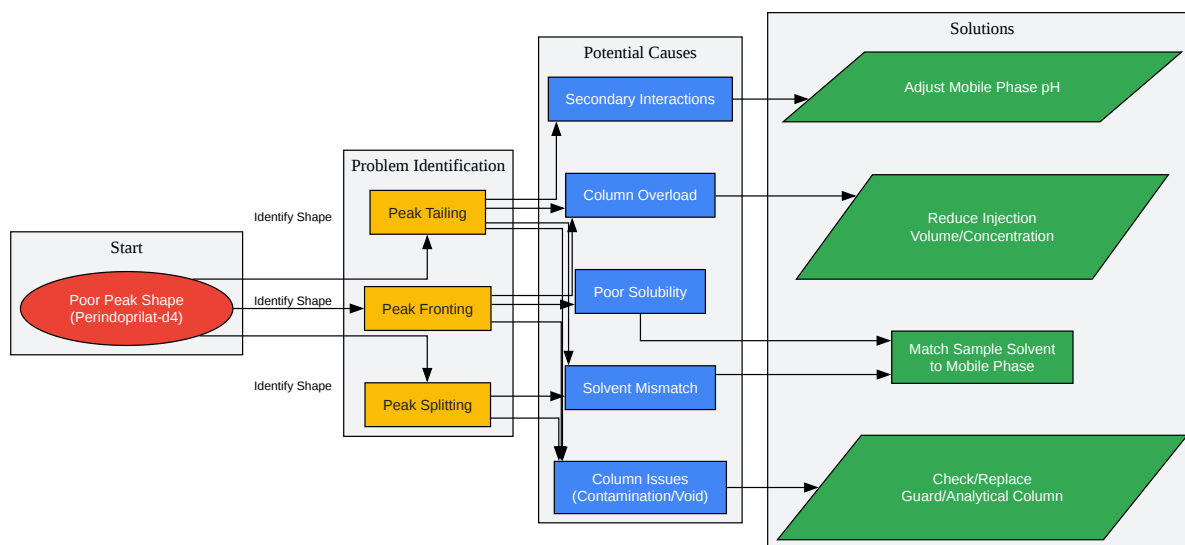 Start
Poor Peak Shape
(Perindoprilat-d4)
Identify Shape
Identify Shape
Identify Shape
Problem Identification
Peak Tailing
Peak Fronting
Peak Splitting
Potential Causes
Secondary Interactions
Column Overload
Poor Solubility
Solvent Mismatch
Column Issues
(Contamination/Void)
Solutions
Adjust Mobile Phase pH
Reduce Injection
Volume/Concentration
Match Sample Solvent
to Mobile Phase
Check/Replace
Guard/Analytical Column